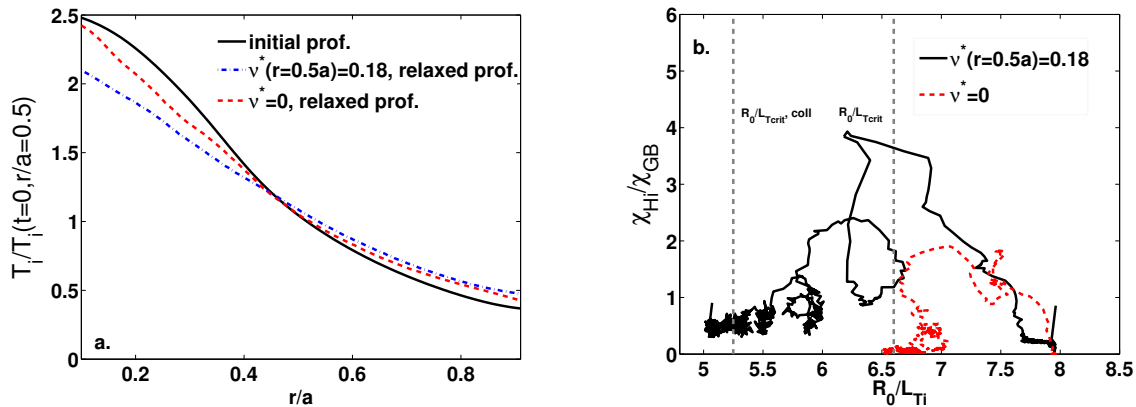 2.5
2
1.5
1
0.5
0
T_i/T_i(t=0,r/a=0.5)
initial prof.
ν*(r=0.5a)=0.18, relaxed prof.
ν*=0, relaxed prof.
a.
0.2 0.4 0.6 0.8
r/a
6
5
4
3
2
1
0
χ_Hi/χ_GB
b.
ν*(r=0.5a)=0.18
ν*=0
R_0/L_Tcrit, coll
R_0/L_Tcrit
5 5.5 6 6.5 7 7.5 8 8.5
R_0/L_Ti